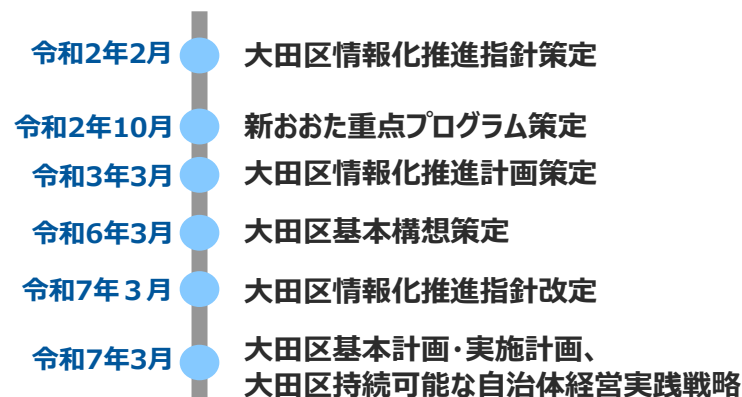 令和2年2月 大田区情報化推進指針策定
令和2年10月 新おおた重点プログラム策定
令和3年3月 大田区情報化推進計画策定
令和6年3月 大田区基本構想策定
令和7年３月 大田区情報化推進指針改定
令和7年3月 大田区基本計画・実施計画、
大田区持続可能な自治体経営実践戦略